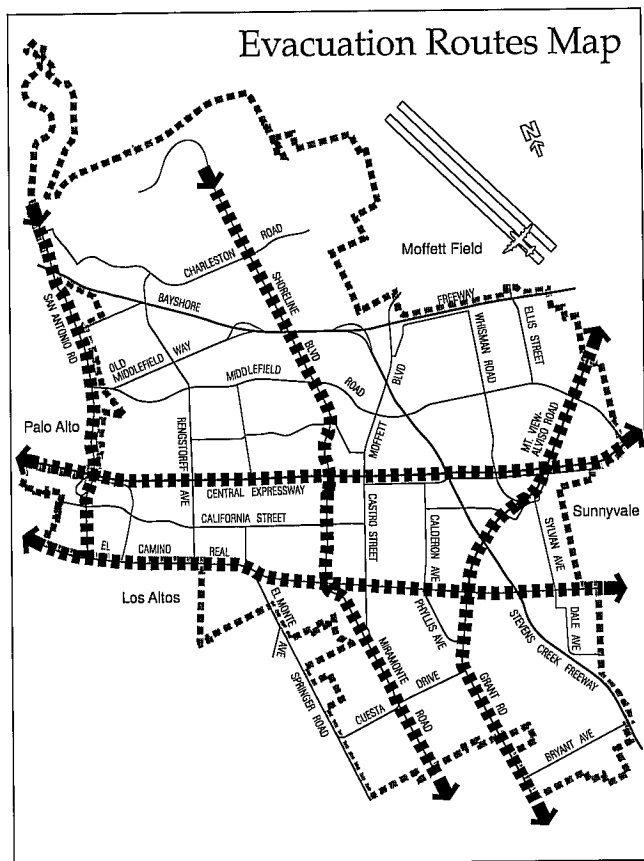 Evacuation Routes Map
N
Moffett Field
CHARLESTON ROAD
SHORELINE
BLVD
BAYSHORE
FREEWAY
SAN ANTONIO RD
OLD
MIDDLEFIELD WAY
MIDDLEFIELD
ROAD
MOFFETT
BLVD
WHISMAN ROAD
ELLIS STREET
MT. VIEW-
ALVISO ROAD
Palo Alto
RENGSTORFF AVE
CENTRAL EXPRESSWAY
CALIFORNIA STREET
CASTRO STREET
CALDERON AVE
Sunnyvale
SYLVAN AVE
EL
CAMINO
REAL
Los Altos
EL MONTE
AVE
PHYLLIS AVE
DALE AVE
STEVENS
CREEK FREEWAY
SPRINGER ROAD
MIRAMONTE
ROAD
CUESTA
DRIVE
GRANT RD
BRYANT AVE